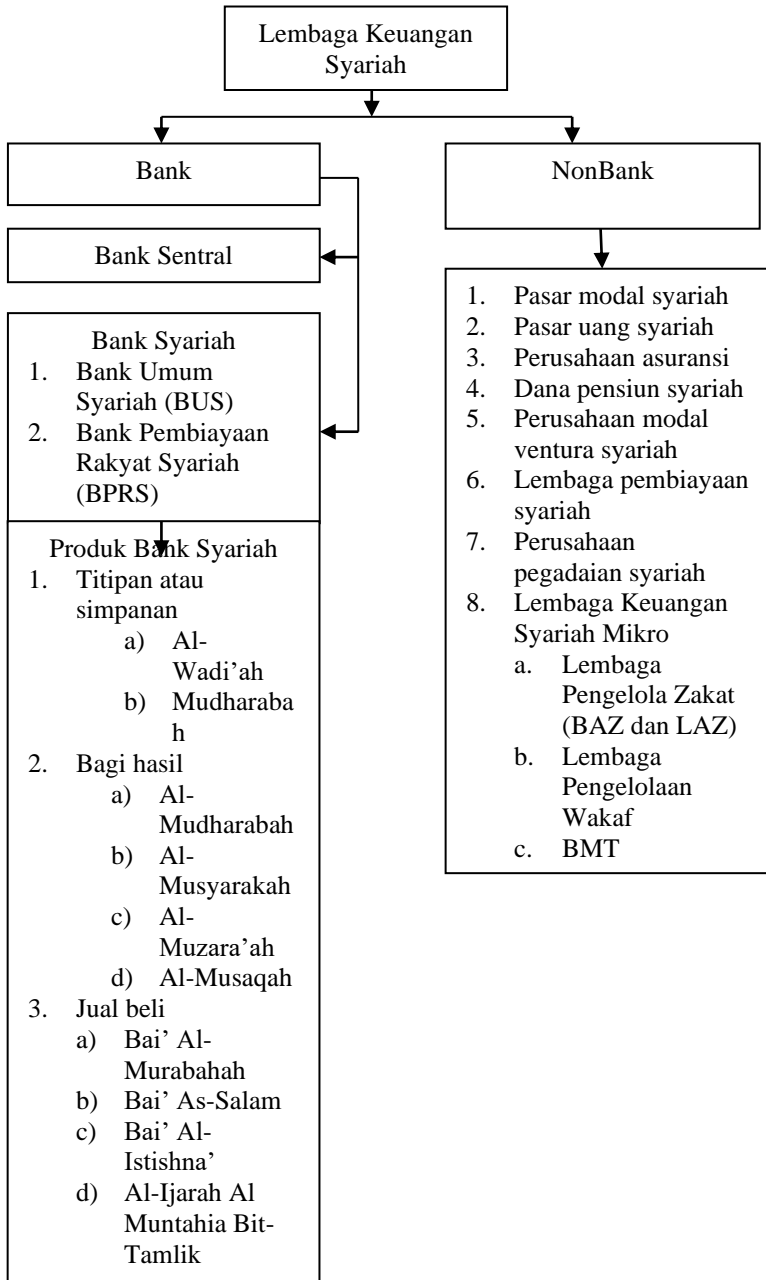 Lembaga Keuangan
Syariah
Bank
NonBank
Bank Sentral
Bank Syariah
1. Bank Umum
Syariah (BUS)
2. Bank Pembiayaan
Rakyat Syariah
(BPRS)
Produk Bank Syariah
1. Titipan atau
simpanan
a) Al-
Wadi’ah
b) Mudharaba
h
2. Bagi hasil
a) Al-
Mudharabah
b) Al-
Musyarakah
c) Al-
Muzara’ah
d) Al-Musaqah
3. Jual beli
a) Bai’ Al-
Murabahah
b) Bai’ As-Salam
c) Bai’ Al-
Istishna’
d) Al-Ijarah Al
Muntahia Bit-
Tamlik
1. Pasar modal syariah
2. Pasar uang syariah
3. Perusahaan asuransi
4. Dana pensiun syariah
5. Perusahaan modal
ventura syariah
6. Lembaga pembiayaan
syariah
7. Perusahaan
pegadaian syariah
8. Lembaga Keuangan
Syariah Mikro
a. Lembaga
Pengelola Zakat
(BAZ dan LAZ)
b. Lembaga
Pengelolaan
Wakaf
c. BMT